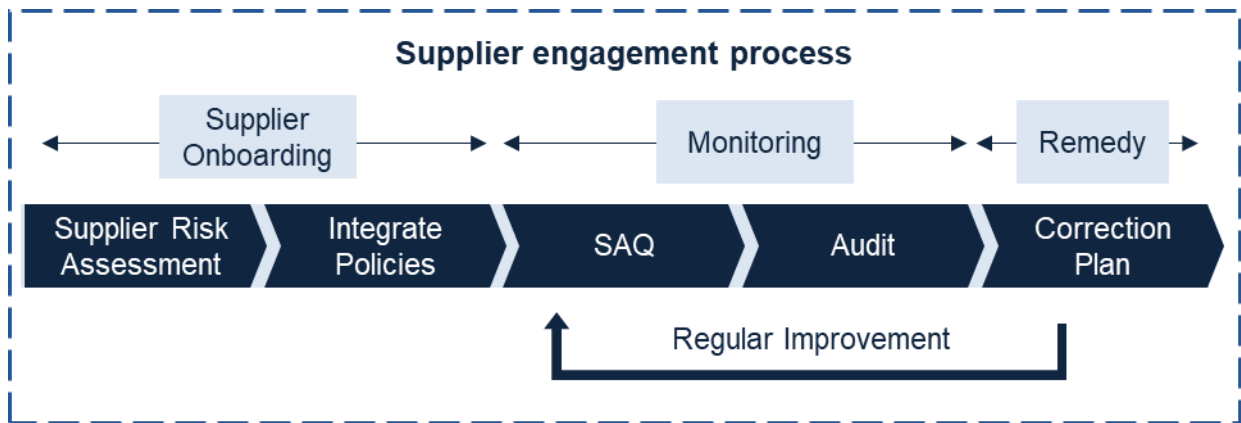 Supplier engagement process
Supplier
Onboarding
Monitoring
Remedy
Supplier Risk
Assessment
Integrate
Policies
SAQ
Audit
Correction
Plan
Regular Improvement